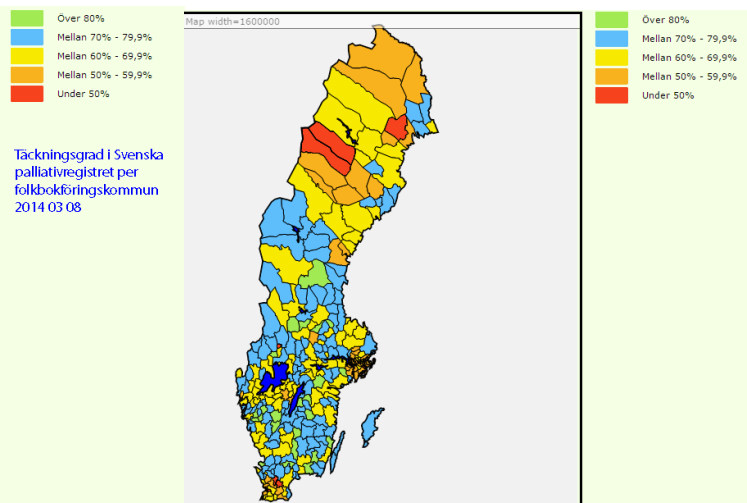 Över 80%
Mellan 70% - 79,9%
Mellan 60% - 69,9%
Mellan 50% - 59,9%
Under 50%
Täckningsgrad i Svenska
palliativregistret per
folkbokföringskommun
2014 03 08
Map width=1600000
Över 80%
Mellan 70% - 79,9%
Mellan 60% - 69,9%
Mellan 50% - 59,9%
Under 50%